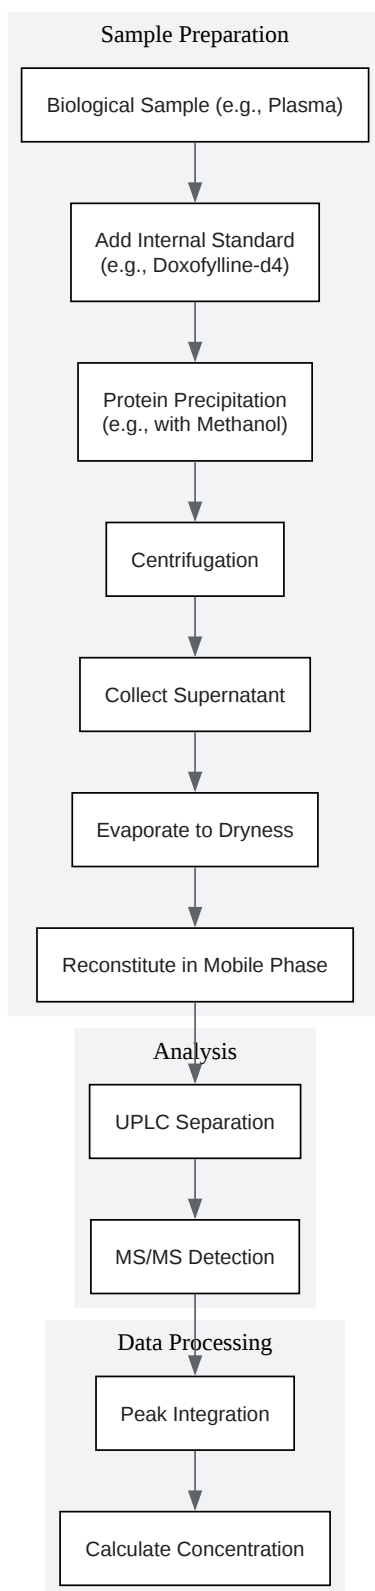 Sample Preparation
Biological Sample (e.g., Plasma)
Add Internal Standard
(e.g., Doxofylline-d4)
Protein Precipitation
(e.g., with Methanol)
Centrifugation
Collect Supernatant
Evaporate to Dryness
Reconstitute in Mobile Phase
Analysis
UPLC Separation
MS/MS Detection
Data Processing
Peak Integration
Calculate Concentration